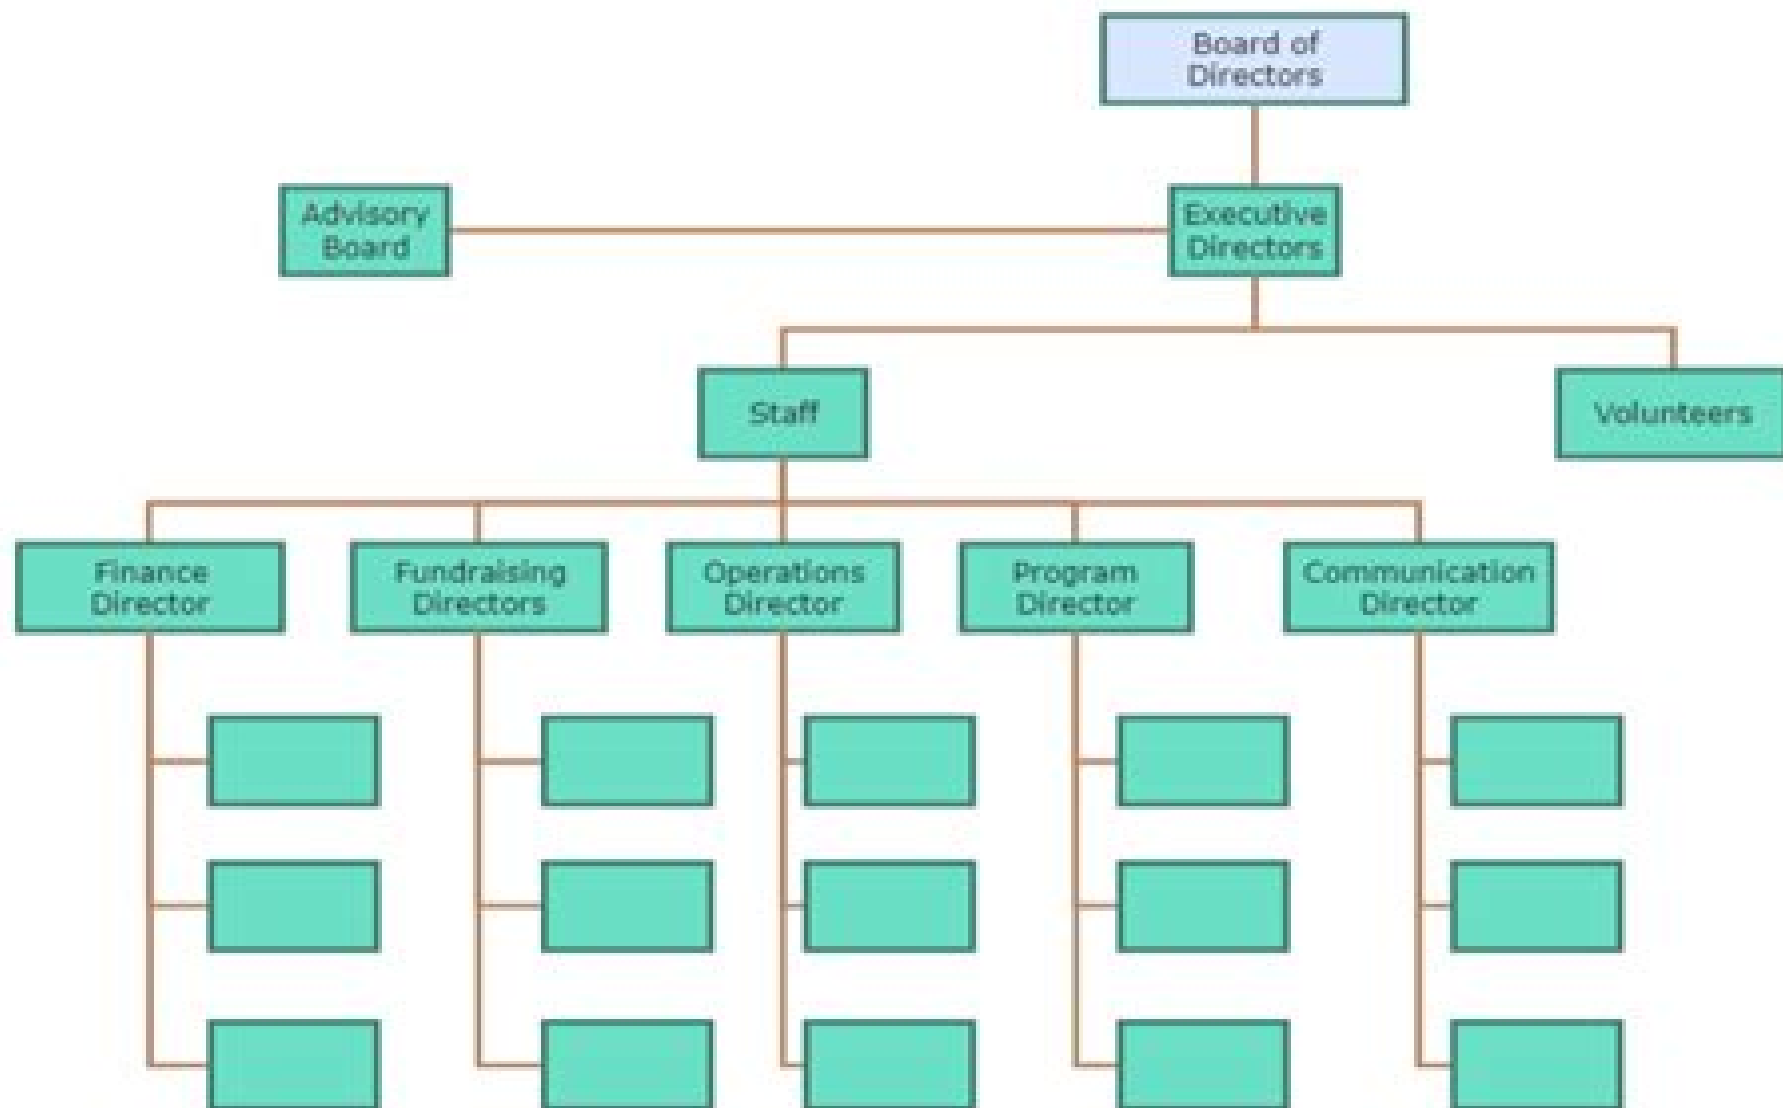 Board of
Directors
Advisory
Board
Executive
Directors
Staff
Volunteers
Finance
Director
Fundraising
Directors
Operations
Director
Program
Director
Communication
Director